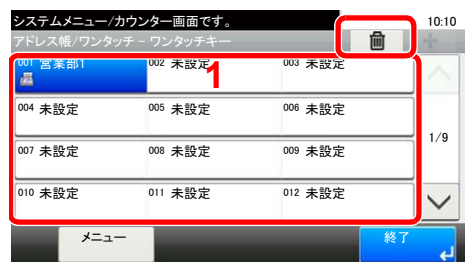 システムメニュー/カウンター画面です。
10:10
アドレス帳/ワンタッチ - ワンタッチキー
001 営業部1
002 未設定
003 未設定
1
004 未設定
005 未設定
006 未設定
1/9
007 未設定
008 未設定
009 未設定
010 未設定
011 未設定
012 未設定
メニュー
終了